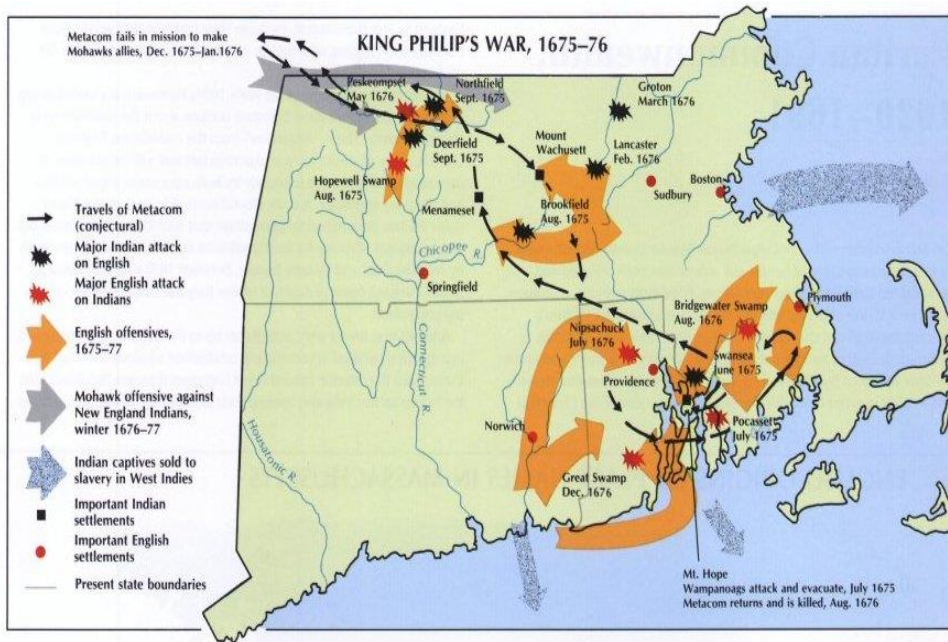 KING PHILIP'S WAR, 1675–76
Metacom fails in mission to make
Mohawks allies, Dec. 1675–Jan.1676
Peskeompset
May 1676
Northfield
Sept. 1675
Groton
March 1676
Deerfield
Sept. 1675
Mount
Wachusett
Lancaster
Feb. 1676
Hopewell Swamp
Aug. 1675
Menameset
Brookfield
Aug. 1675
Sudbury
Boston
Chicopee R.
Springfield
Travels of Metacom
(conjectural)
Major Indian attack
on English
Major English attack
on Indians
English offensives,
1675–77
Mohawk offensive against
New England Indians,
winter 1676–77
Indian captives sold to
slavery in West Indies
Important Indian
settlements
Important English
settlements
Present state boundaries
Housatonic R.
Connecticut R.
Nipsachuck
July 1676
Bridgewater Swamp
Aug. 1676
Plymouth
Swansea
June 1675
Providence
Norwich
Pocasset
July 1675
Great Swamp
Dec. 1676
Mt. Hope
Wampanoags attack and evacuate, July 1675
Metacom returns and is killed, Aug. 1676